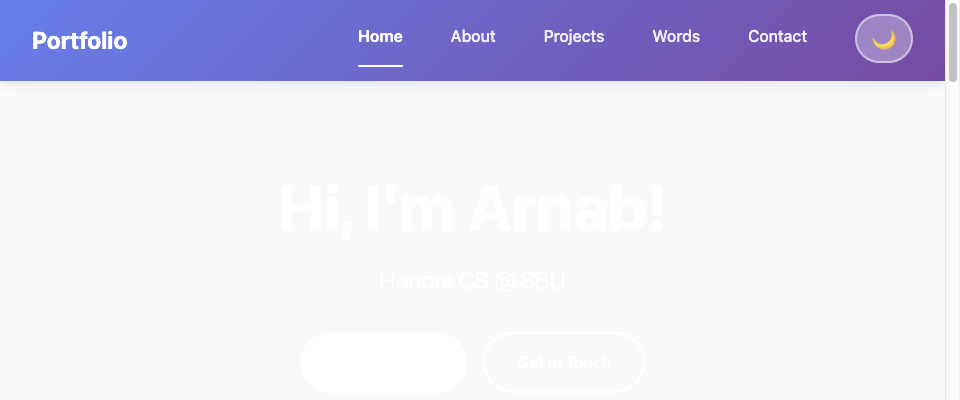 Portfolio
Home About Projects Words Contact
Hi, I'm Arnab!
Honors CS @ SBU
Get In Touch